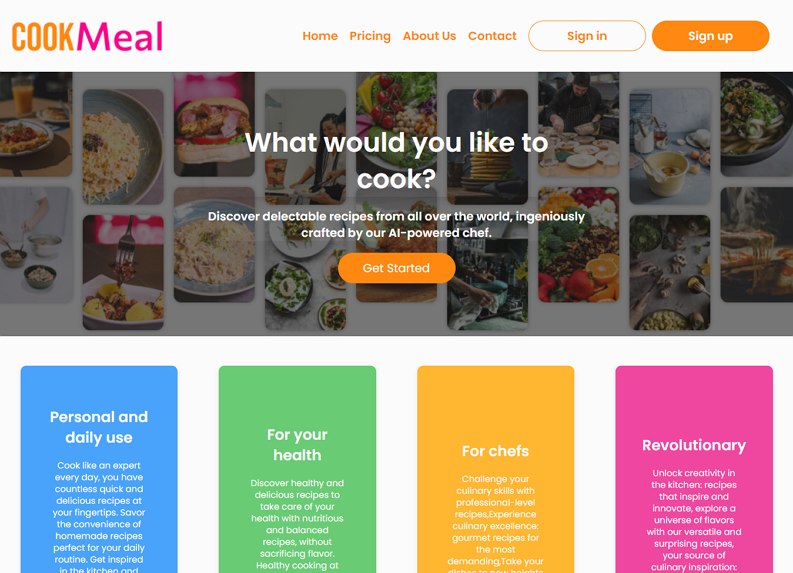 COOKMeal
Home Pricing About Us Contact Sign in Sign up
What would you like to
cook?
Discover delectable recipes from all over the world, ingeniously
crafted by our AI-powered chef.
Get Started
Personal and
daily use
Cook like an expert
every day, you have
countless quick and
delicious recipes at
your fingertips. Savor
the convenience of
homemade recipes
perfect for your daily
routine. Get inspired
in the kitchen and
For your
health
Discover healthy and
delicious recipes to
take care of your
health with nutritious
and balanced
recipes, without
sacrificing flavor.
Healthy cooking at
For chefs
Challenge your
culinary skills with
professional-level
recipes,Experience
culinary excellence:
gourmet recipes for
the most
demanding,Take your
dishes to new heights
Revolutionary
Unlock creativity in
the kitchen: recipes
that inspire and
innovate, explore a
universe of flavors
with our versatile and
surprising recipes,
your source of
culinary inspiration: